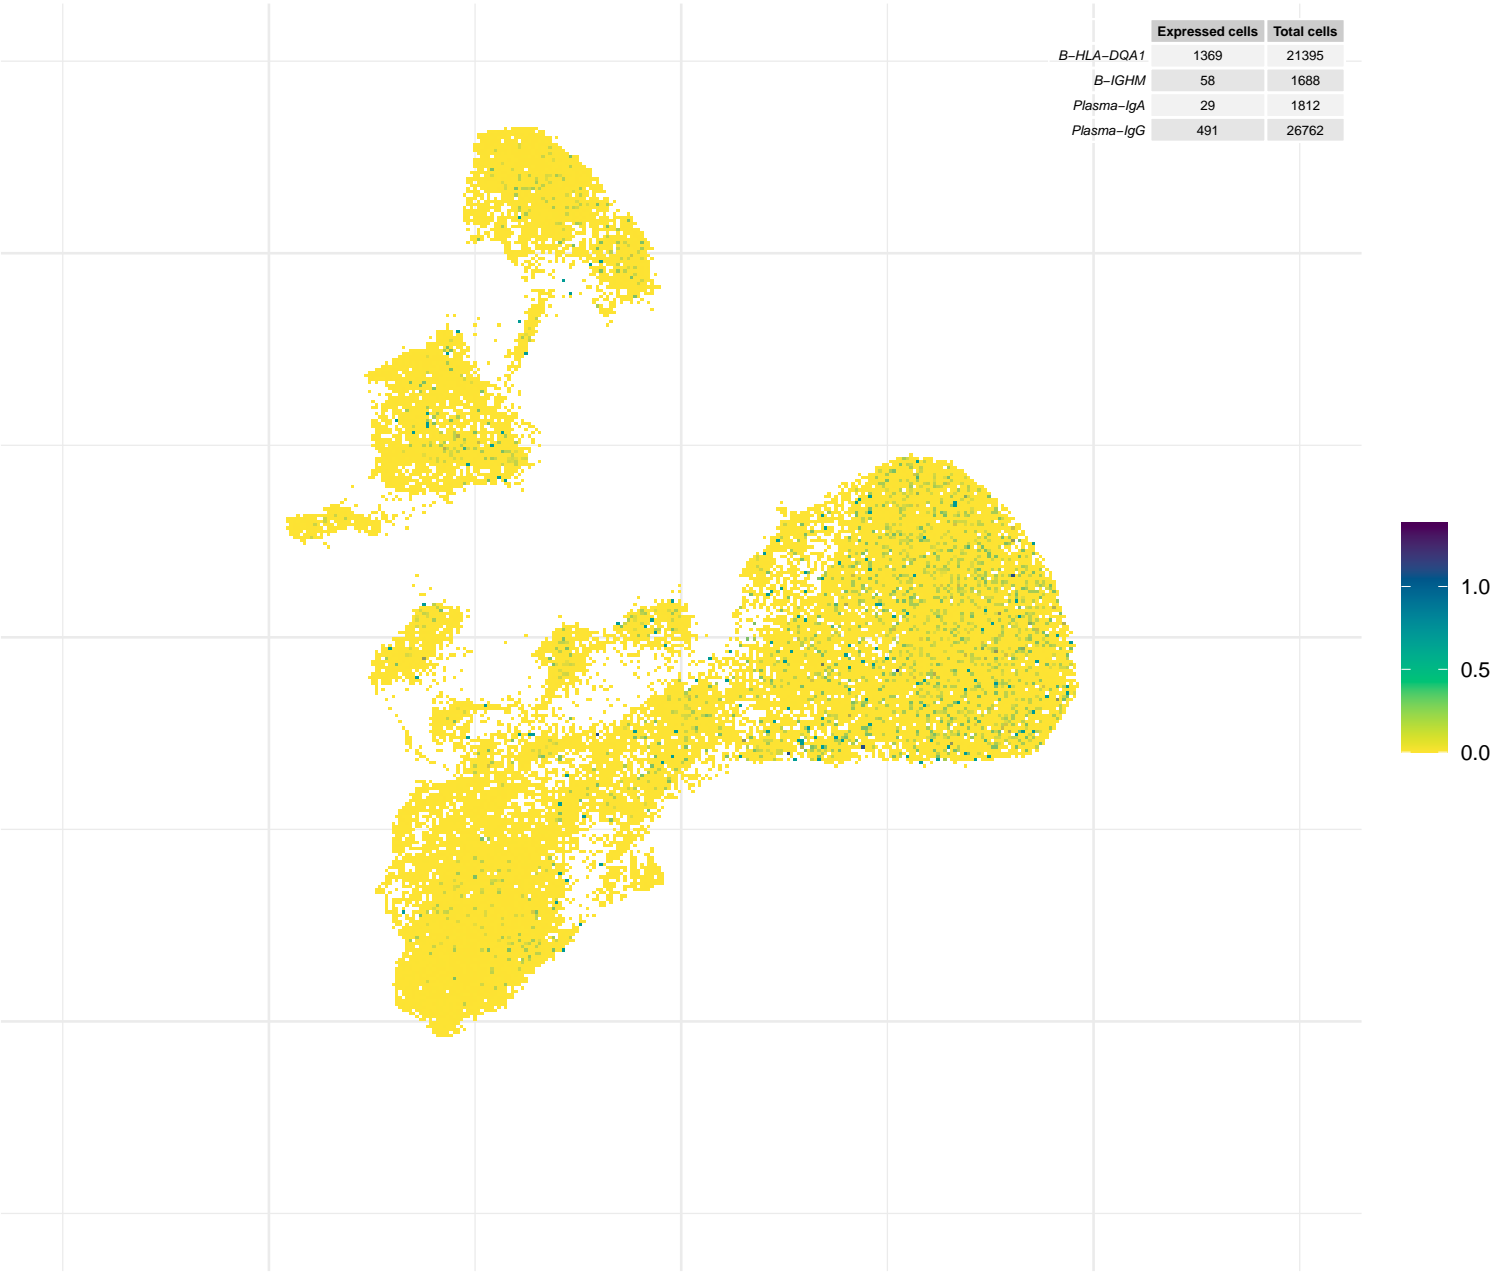 Expressed cells Total cells
B−HLA−DQA1 1369 21395
B−IGHM 58 1688
Plasma−IgA 29 1812
Plasma−IgG 491 26762
1.0
0.5
0.0